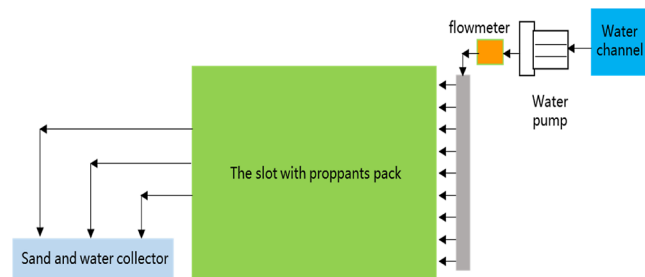 flowmeter
Water
channel
Water
pump
The slot with proppants pack
Sand and water collector